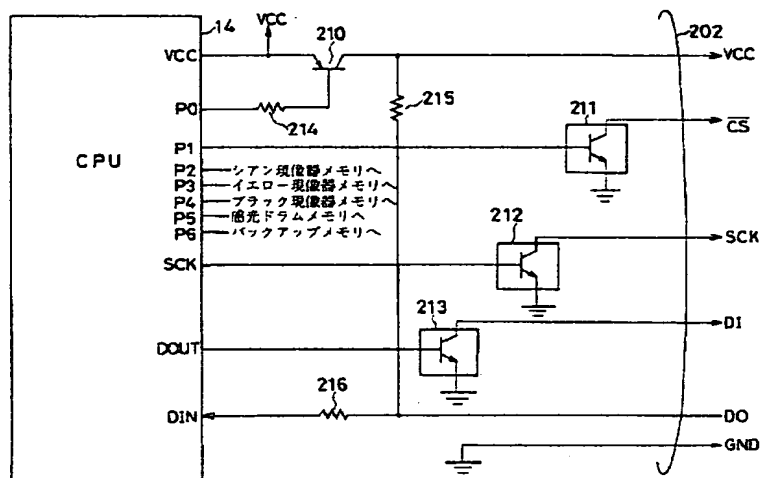 14
VCC
210
202
VCC
VCC
P0
214
215
211
CS
P1
CPU
P2 シアン現像器メモリへ
P3 イエロー現像器メモリへ
P4 ブラック現像器メモリへ
P5 感光ドラムメモリへ
P6 バックアップメモリへ
212
SCK
SCK
213
DI
DOUT
216
DIN
DO
GND